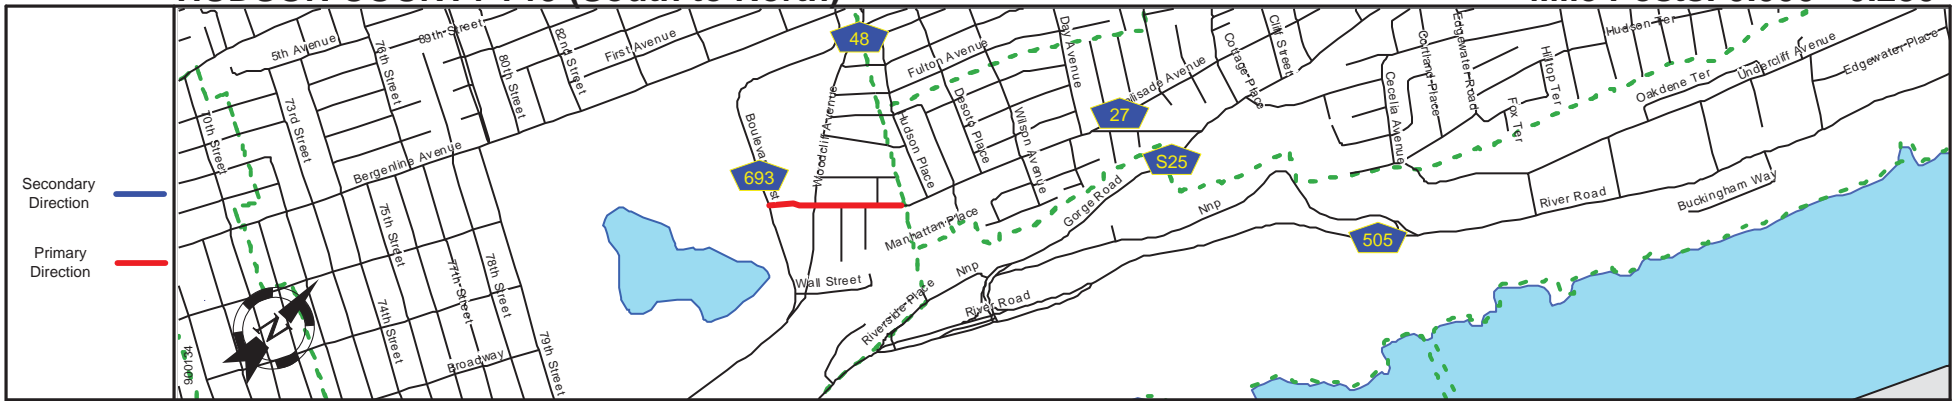 Secondary
Direction
Primary
Direction
5th Avenue
76th Street
89th Street
80th Street
82nd Street
First Avenue
70th Street
73rd Street
Bergenline Avenue
75th Street
77th Street
78th Street
74th Street
79th Street
Broadway
N
48
693
Woodcliff Avenue
Fulton Avenue
Hudson Place
Desoto Place
Wilson Avenue
Day Avenue
27
S25
Manhattan Place
Gorge Road
Wall Street
Riverside Place
Nnp
River Road
Nnp
505
Cottage Place
Cliff Street
Cecelia Avenue
Cortland Place
Edgewater Road
Fox Ter
Hilltop Ter
Hudson Ter
Oakdene Ter
Undercliff Avenue
Edgewater Place
River Road
Buckingham Way